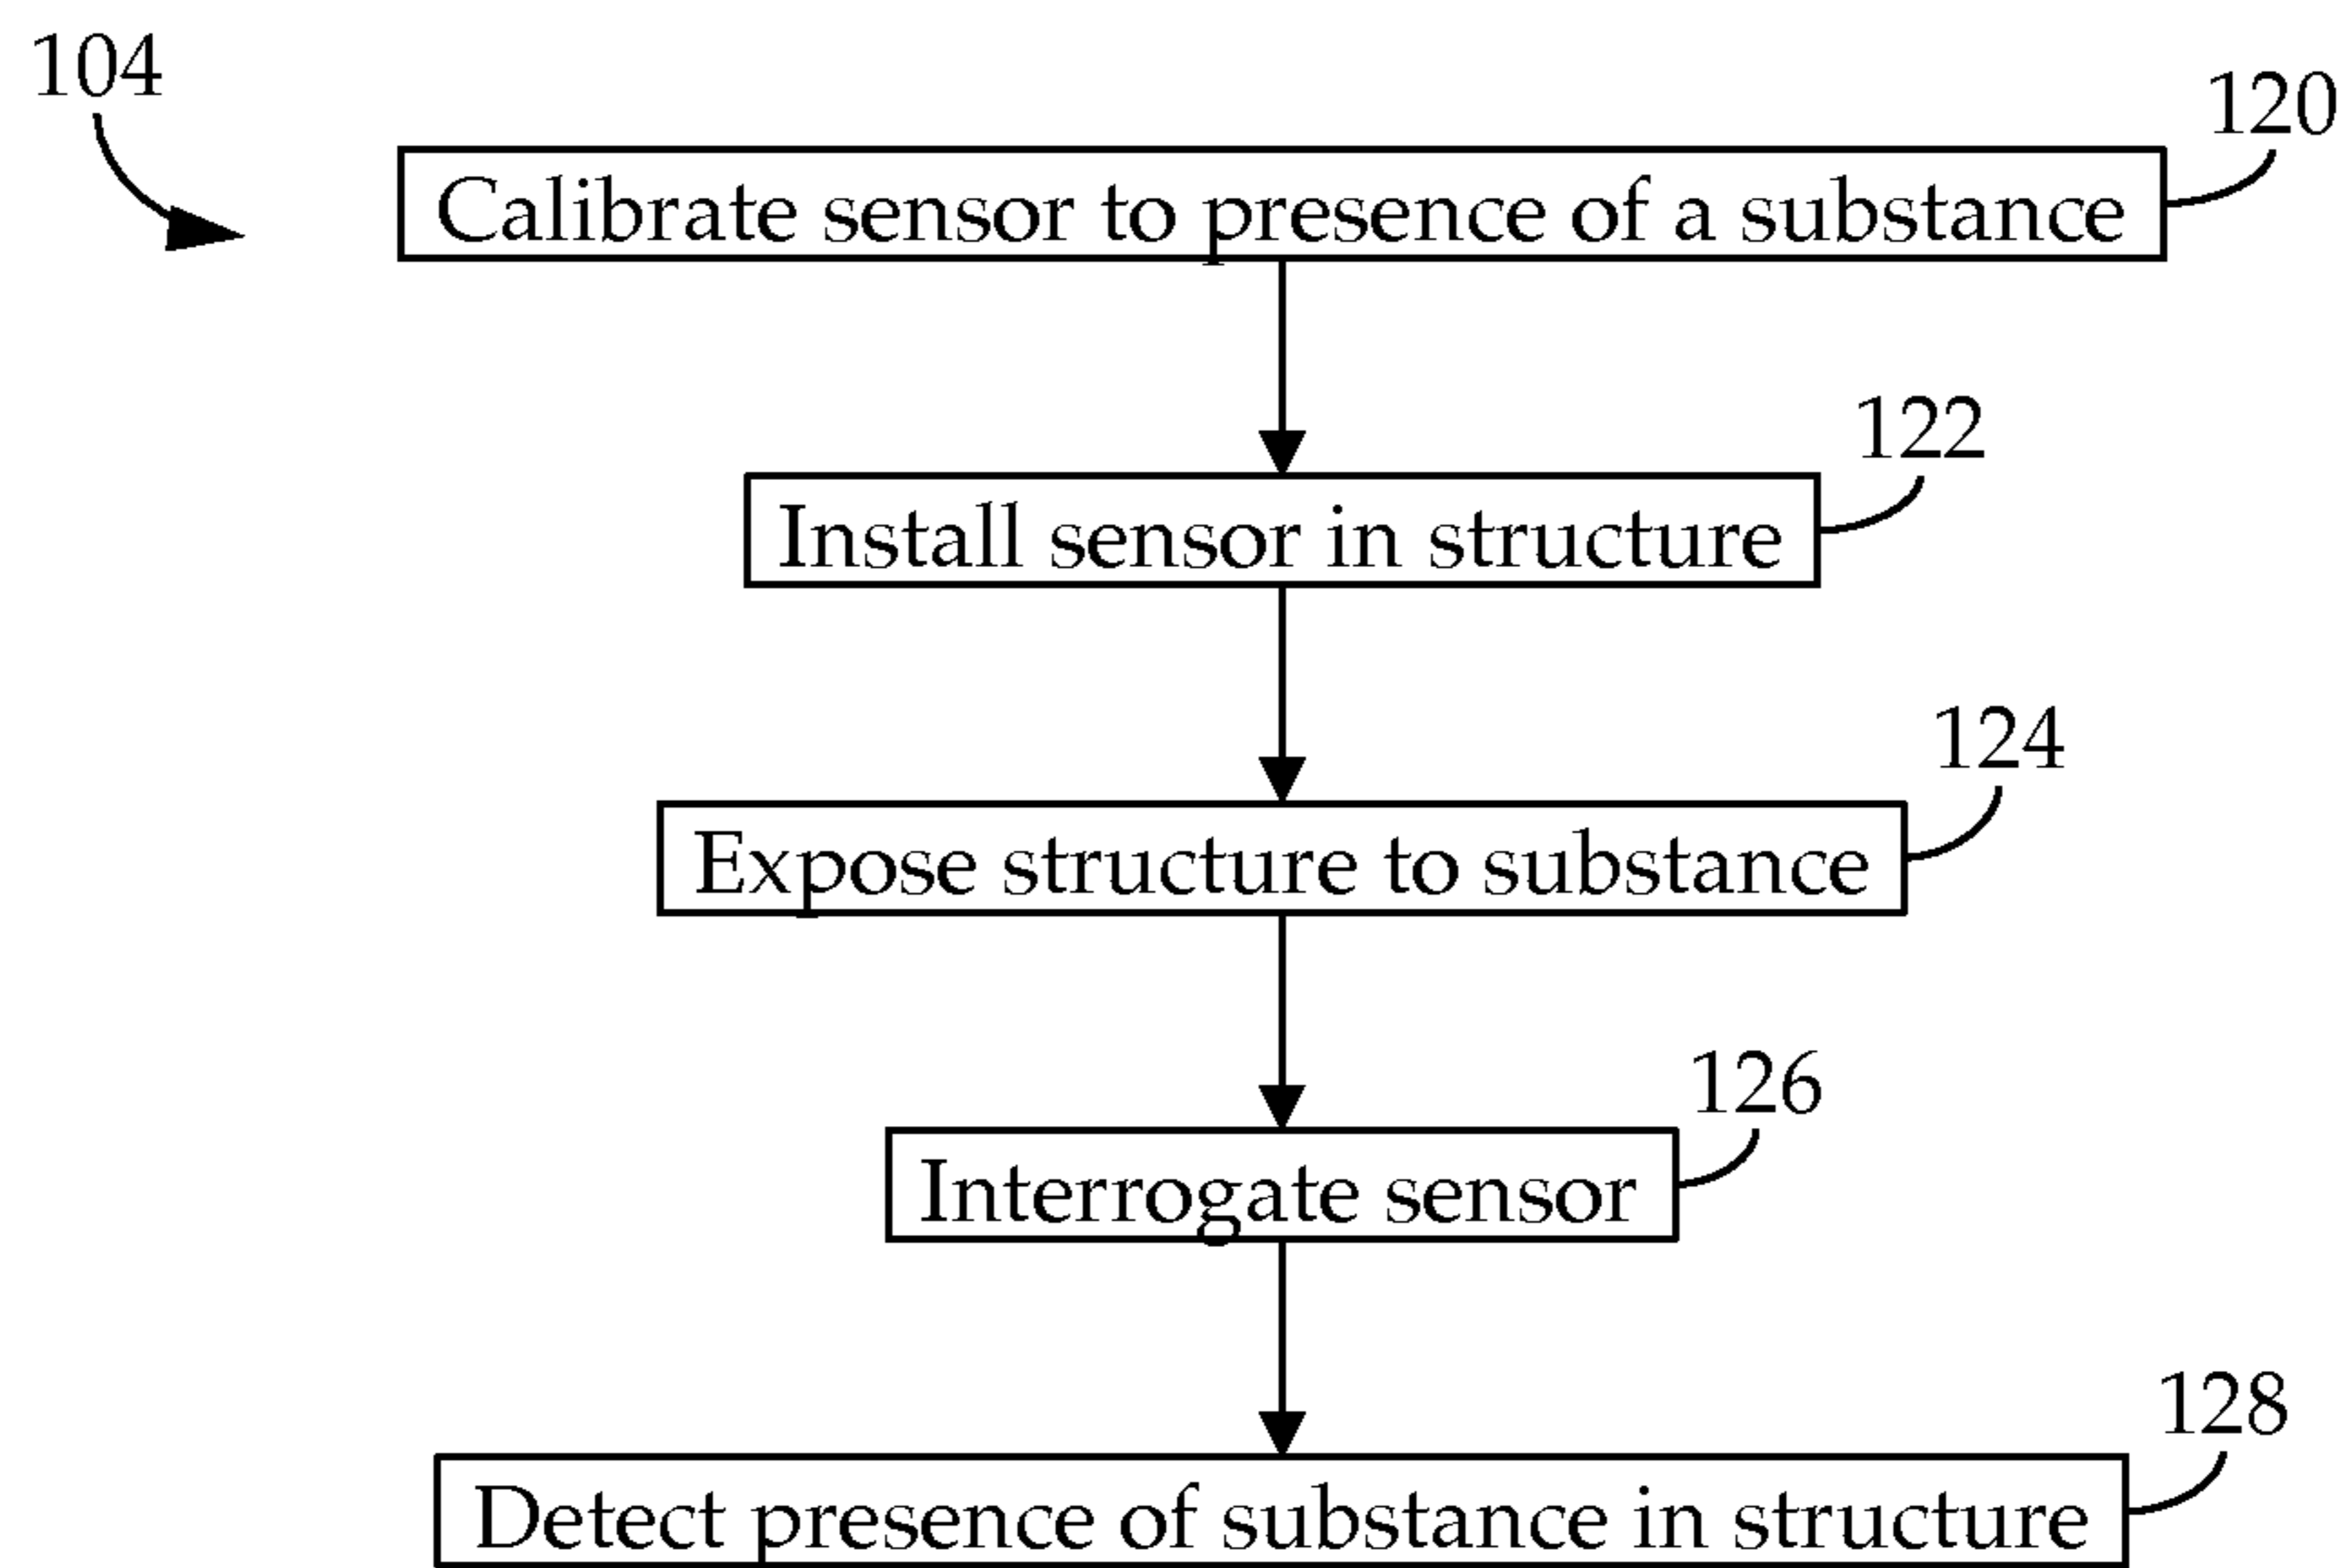 104
120
Calibrate sensor to presence of a substance
122
Install sensor in structure
124
Expose structure to substance
126
Interrogate sensor
128
Detect presence of substance in structure